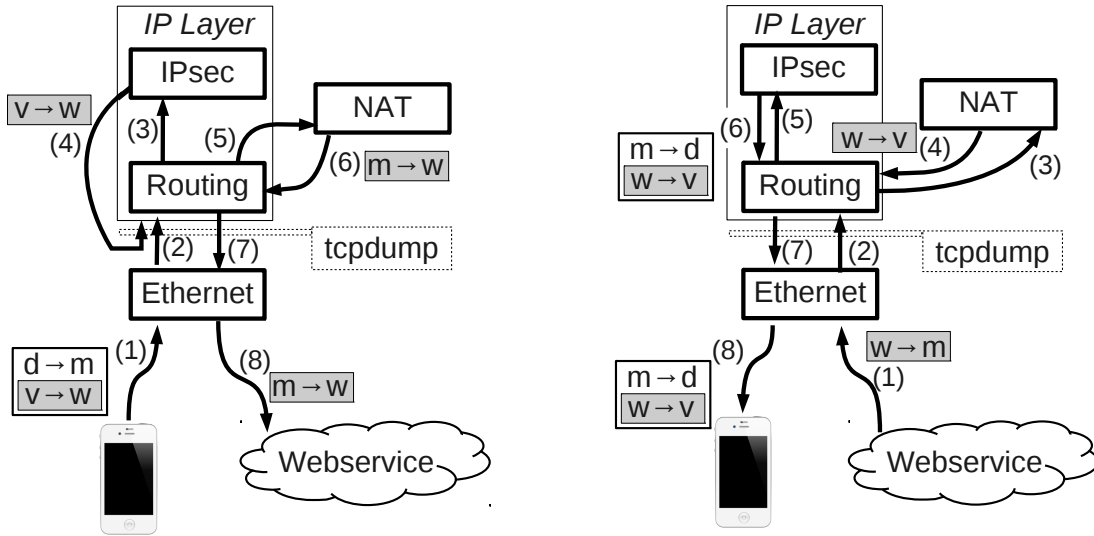 IP Layer
IPsec
v → w
(4)
(3)
(5)
NAT
(6)
m → w
Routing
(2)
(7)
tcpdump
Ethernet
(1)
d → m
v → w
(8)
m → w
Webservice
IP Layer
IPsec
NAT
(6)
(5)
w → v
(4)
(3)
m → d
w → v
Routing
(7)
(2)
tcpdump
Ethernet
(8)
w → m
(1)
m → d
w → v
Webservice